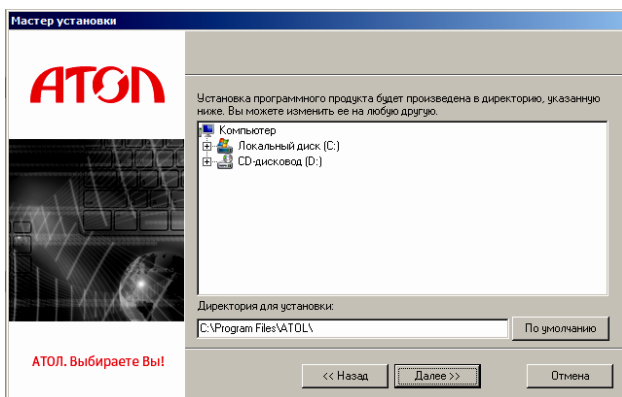 Мастер установки
АТОЛ
Установка программного продукта будет произведена в директорию, указанную
ниже. Вы можете изменить ее на любую другую.
Компьютер
Локальный диск (C:)
CD-дисковод (D:)
Директория для установки:
C:\Program Files\ATOL\
По умолчанию
АТОЛ. Выбираете Вы!
<< Назад
Далее >>
Отмена